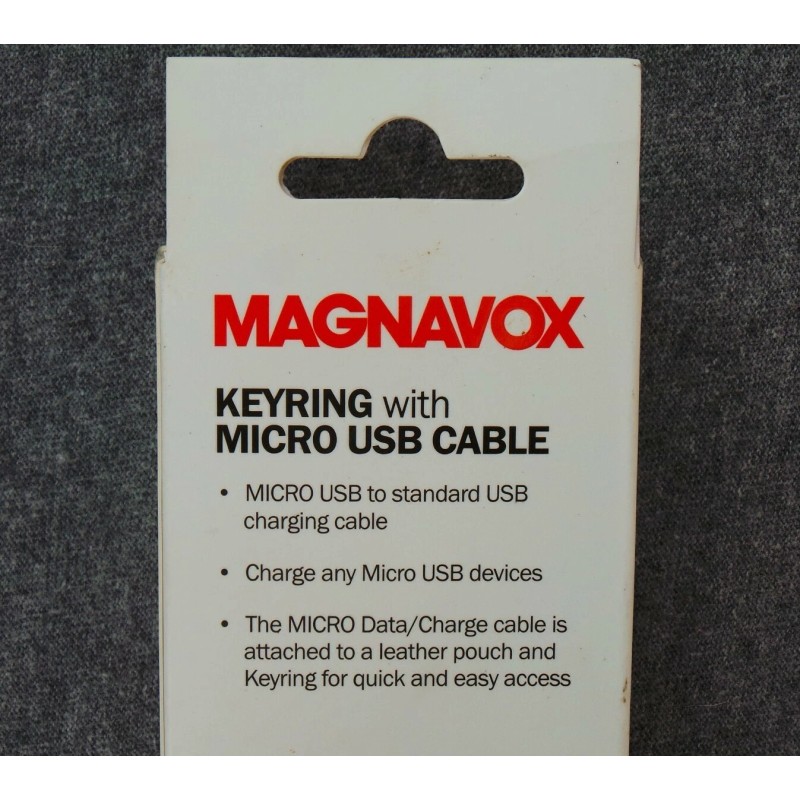 MAGNAVOX
KEYRING with
MICRO USB CABLE
• MICRO USB to standard USB
charging cable
• Charge any Micro USB devices
• The MICRO Data/Charge cable is
attached to a leather pouch and
Keyring for quick and easy access